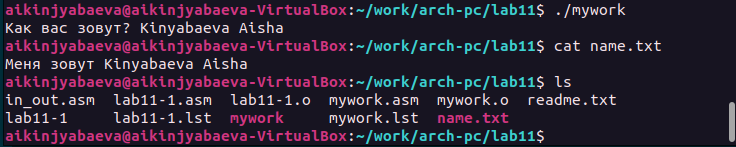 aikinjyabaeva@aikinjyabaeva-VirtualBox:~/work/arch-pc/lab11$ ./mywork
Как вас зовут? Kinyabaeva Aisha
aikinjyabaeva@aikinjyabaeva-VirtualBox:~/work/arch-pc/lab11$ cat name.txt
Меня зовут Kinyabaeva Aisha
aikinjyabaeva@aikinjyabaeva-VirtualBox:~/work/arch-pc/lab11$ ls
in_out.asm lab11-1.asm lab11-1.o mywork.asm mywork.o readme.txt
lab11-1 lab11-1.lst mywork mywork.lst name.txt
aikinjyabaeva@aikinjyabaeva-VirtualBox:~/work/arch-pc/lab11$